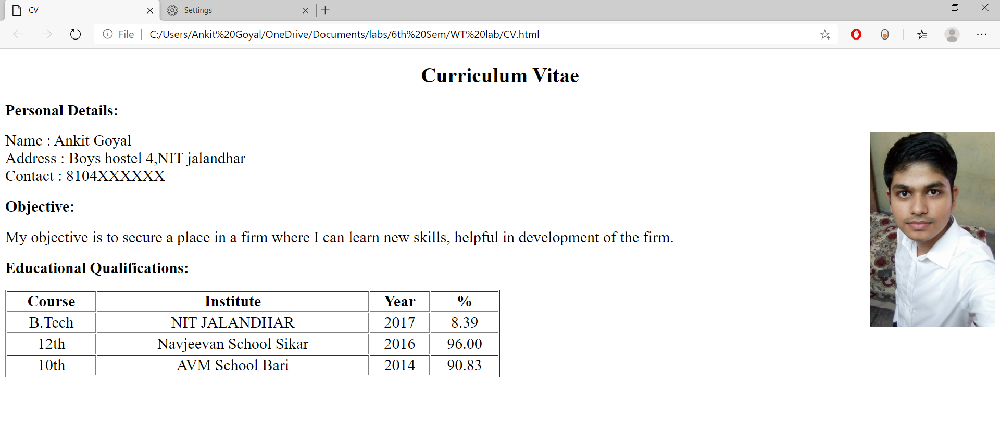 CV
Settings
File
C:/Users/Ankit%20Goyal/OneDrive/Documents/labs/6th%20Sem/WT%20lab/CV.html
Curriculum Vitae
Personal Details:
Name : Ankit Goyal
Address : Boys hostel 4,NIT jalandhar
Contact : 8104XXXXXX
Objective:
My objective is to secure a place in a firm where I can learn new skills, helpful in development of the firm.
Educational Qualifications:
Course Institute Year %
B.Tech NIT JALANDHAR 2017 8.39
12th Navjeevan School Sikar 2016 96.00
10th AVM School Bari 2014 90.83